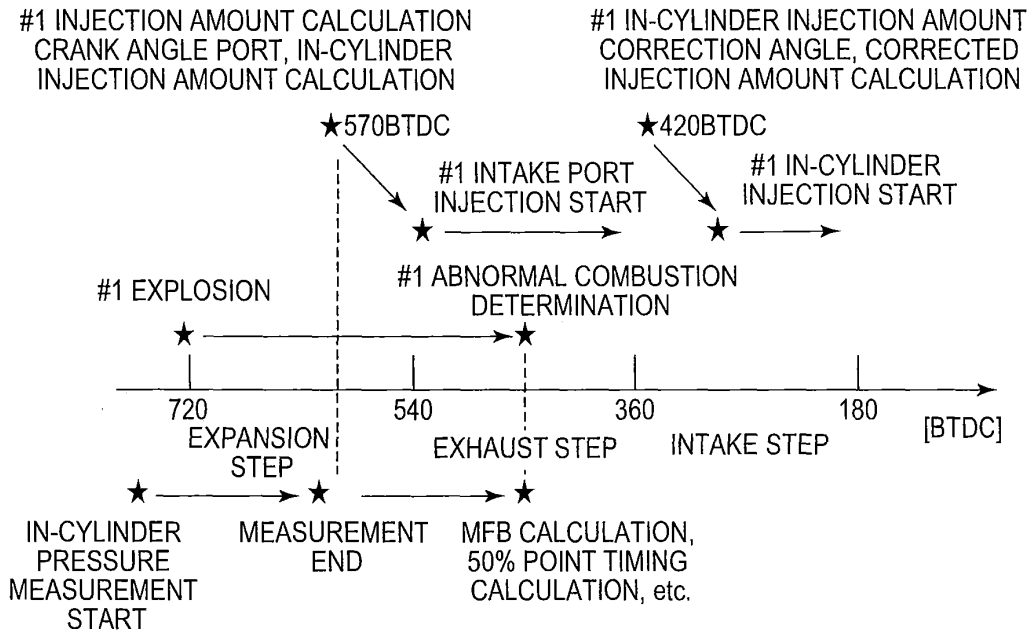 #1 INJECTION AMOUNT CALCULATION
CRANK ANGLE PORT, IN-CYLINDER
INJECTION AMOUNT CALCULATION
#1 IN-CYLINDER INJECTION AMOUNT
CORRECTION ANGLE, CORRECTED
INJECTION AMOUNT CALCULATION
★570BTDC
★420BTDC
#1 INTAKE PORT
INJECTION START
#1 IN-CYLINDER
INJECTION START
#1 EXPLOSION
#1 ABNORMAL COMBUSTION
DETERMINATION
720
540
360
180
[BTDC]
EXPANSION
STEP
EXHAUST STEP
INTAKE STEP
IN-CYLINDER
PRESSURE
MEASUREMENT
START
MEASUREMENT
END
MFB CALCULATION,
50% POINT TIMING
CALCULATION, etc.